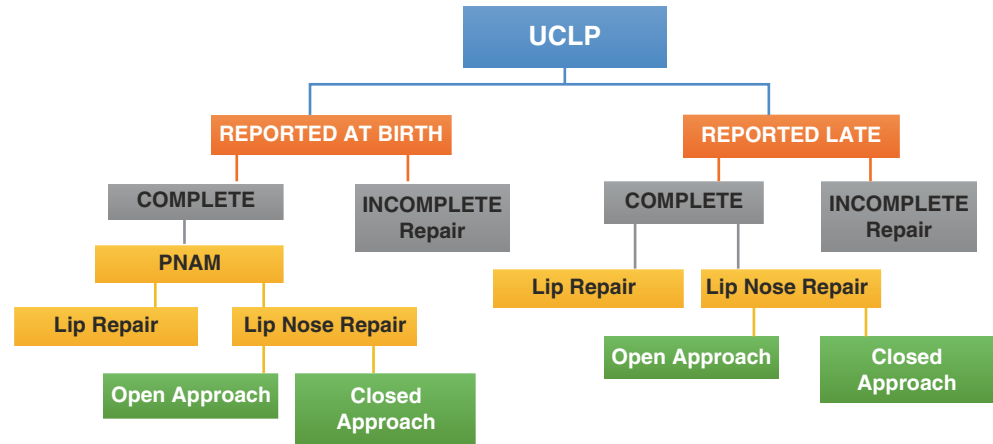 UCLP
REPORTED AT BIRTH
REPORTED LATE
COMPLETE
INCOMPLETE
Repair
COMPLETE
INCOMPLETE
Repair
PNAM
Lip Repair
Lip Nose Repair
Lip Repair
Lip Nose Repair
Open Approach
Closed
Approach
Open Approach
Closed
Approach